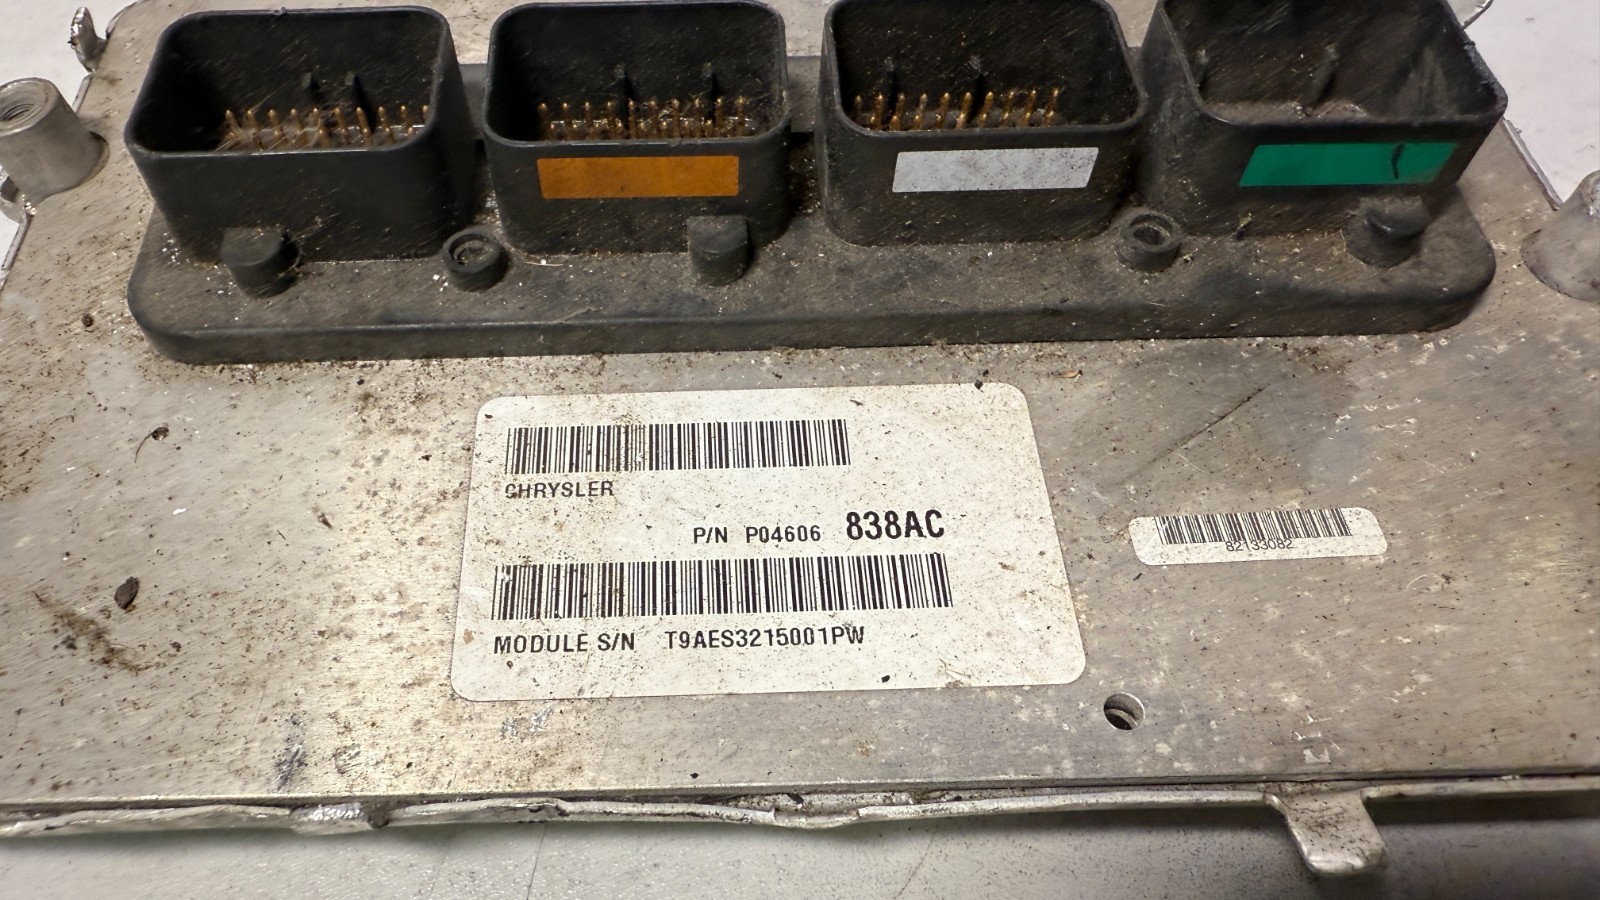 CHRYSLER
P/N P04606 838AC
MODULE S/N T9AES3215001PW
82133082